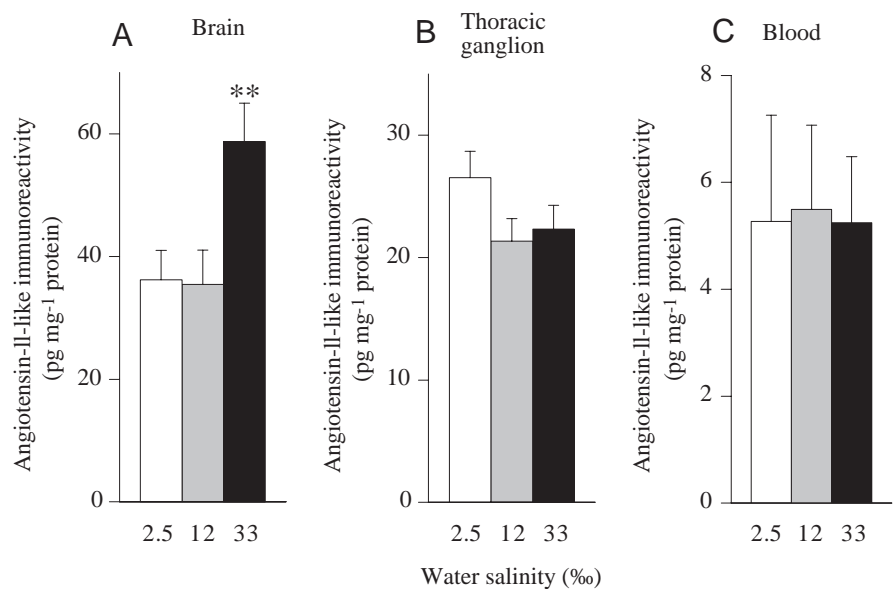 A
Brain
Angiotensin-II-like immunoreactivity
(pg mg-1 protein)
60
40
20
0
**
2.5 12 33
B
Thoracic
ganglion
Angiotensin-II-like immunoreactivity
(pg mg-1 protein)
30
20
10
0
2.5 12 33
C
Blood
Angiotensin-II-like immunoreactivity
(pg mg-1 protein)
8
6
4
2
0
2.5 12 33
Water salinity (‰)